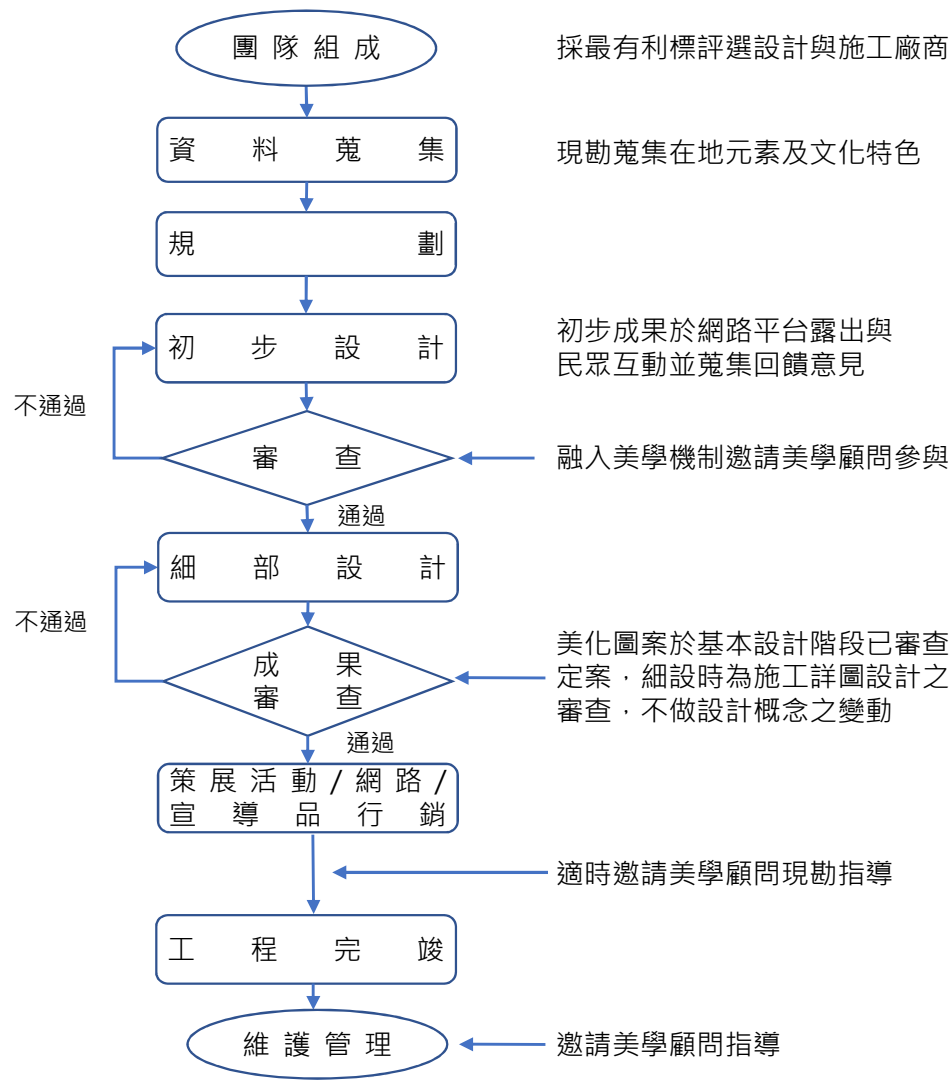 團隊組成
採最有利標評選設計與施工廠商
資料蒐集
現勘蒐集在地元素及文化特色
規劃
初步設計
初步成果於網路平台露出與
民眾互動並蒐集回饋意見
不通過
審查
融入美學機制邀請美學顧問參與
通過
細部設計
不通過
成果
審查
美化圖案於基本設計階段已審查
定案，細設時為施工詳圖設計之
審查，不做設計概念之變動
通過
策展活動/網路/
宣導品行銷
適時邀請美學顧問現勘指導
工程完竣
維護管理
邀請美學顧問指導